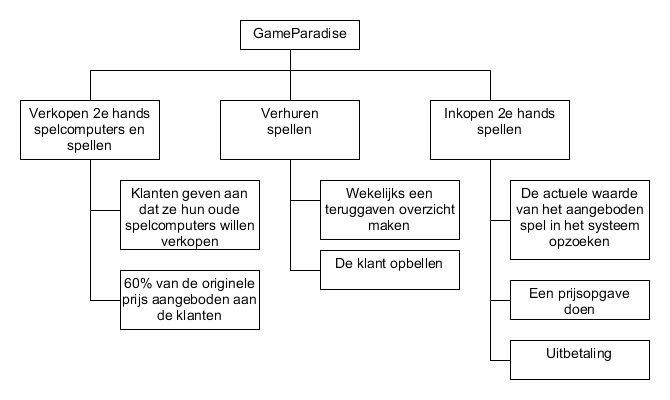 GameParadise
Verkopen 2e hands
spelcomputers en
spellen
Klanten geven aan
dat ze hun oude
spelcomputers willen
verkopen
60% van de originele
prijs aangeboden aan
de klanten
Verhuren
spellen
Wekelijks een
teruggaven overzicht
maken
De klant opbellen
Inkopen 2e hands
spellen
De actuele waarde
van het aangeboden
spel in het systeem
opzoeken
Een prijsopgave
doen
Uitbetaling